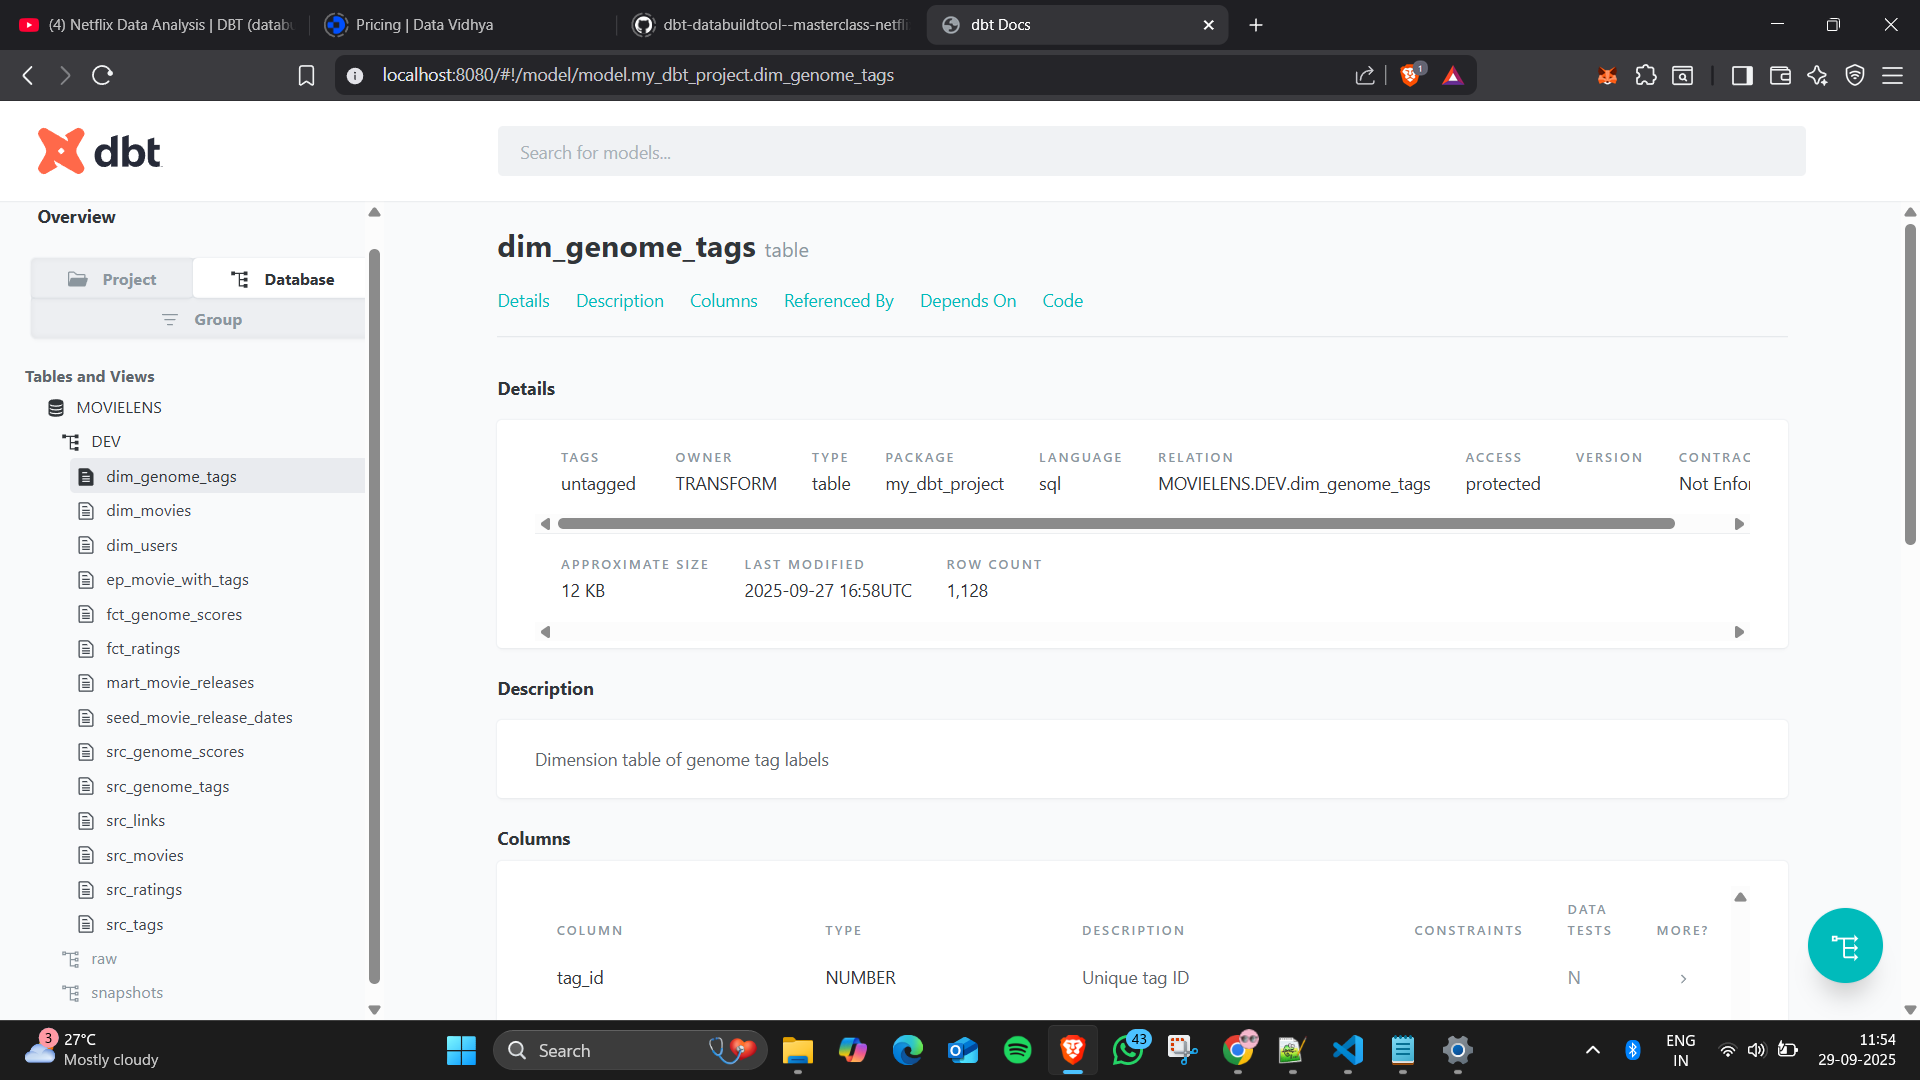 (4) Netflix Data Analysis | DBT (databu
Pricing | Data Vidhya
dbt-databuildtool--masterclass-netfli
dbt Docs
localhost:8080/#!/model/model.my_dbt_project.dim_genome_tags
1
dbt
Search for models...
Overview
Project
Database
Group
Tables and Views
MOVIELENS
DEV
dim_genome_tags
dim_movies
dim_users
ep_movie_with_tags
fct_genome_scores
fct_ratings
mart_movie_releases
seed_movie_release_dates
src_genome_scores
src_genome_tags
src_links
src_movies
src_ratings
src_tags
raw
snapshots
dim_genome_tags table
Details Description Columns Referenced By Depends On Code
Details
TAGS OWNER TYPE PACKAGE LANGUAGE RELATION ACCESS VERSION CONTRAC
untagged TRANSFORM table my_dbt_project sql MOVIELENS.DEV.dim_genome_tags protected Not Enfor
APPROXIMATE SIZE LAST MODIFIED ROW COUNT
12 KB 2025-09-27 16:58UTC 1,128
Description
Dimension table of genome tag labels
Columns
COLUMN TYPE DESCRIPTION CONSTRAINTS DATA TESTS MORE?
tag_id NUMBER Unique tag ID N
3
27°C
Mostly cloudy
Search
43
ENG
IN
11:54
29-09-2025